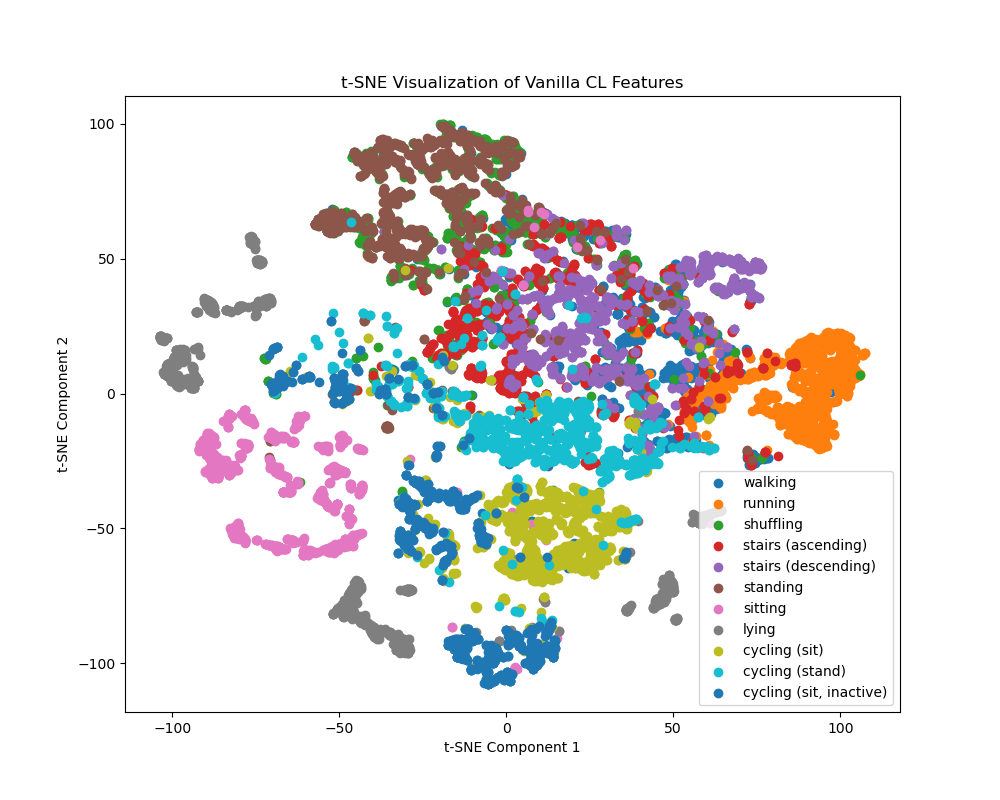 t-SNE Visualization of Vanilla CL Features
t-SNE Component 2
100
50
0
−50
−100
walking
running
shuffling
stairs (ascending)
stairs (descending)
standing
sitting
lying
cycling (sit)
cycling (stand)
cycling (sit, inactive)
−100
−50
0
50
100
t-SNE Component 1